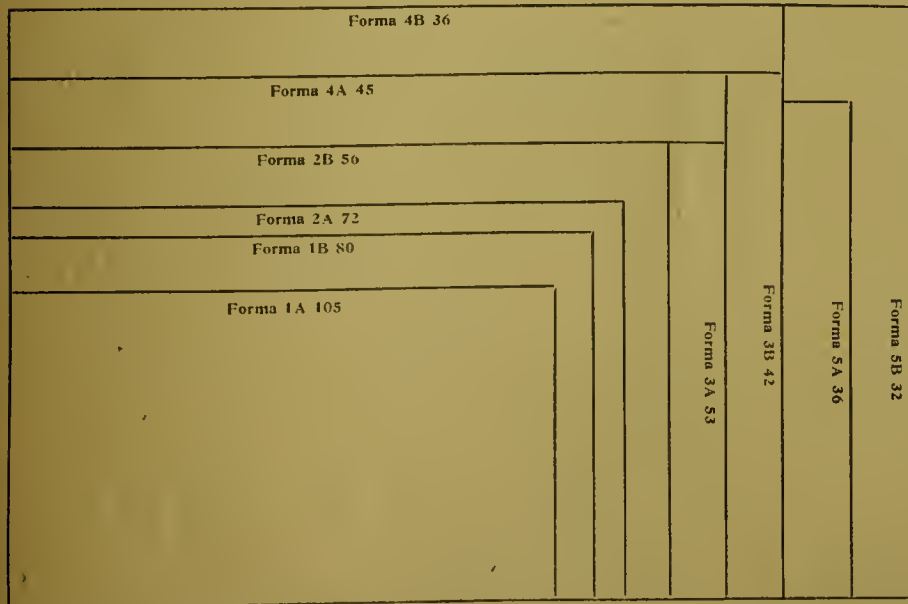 Forma 4B 36
Forma 4A 45
Forma 2B 56
Forma 2A 72
Forma 1B 80
Forma 1A 105
Forma 3A 53
Forma 3B 42
Forma 5A 36
Forma 5B 32